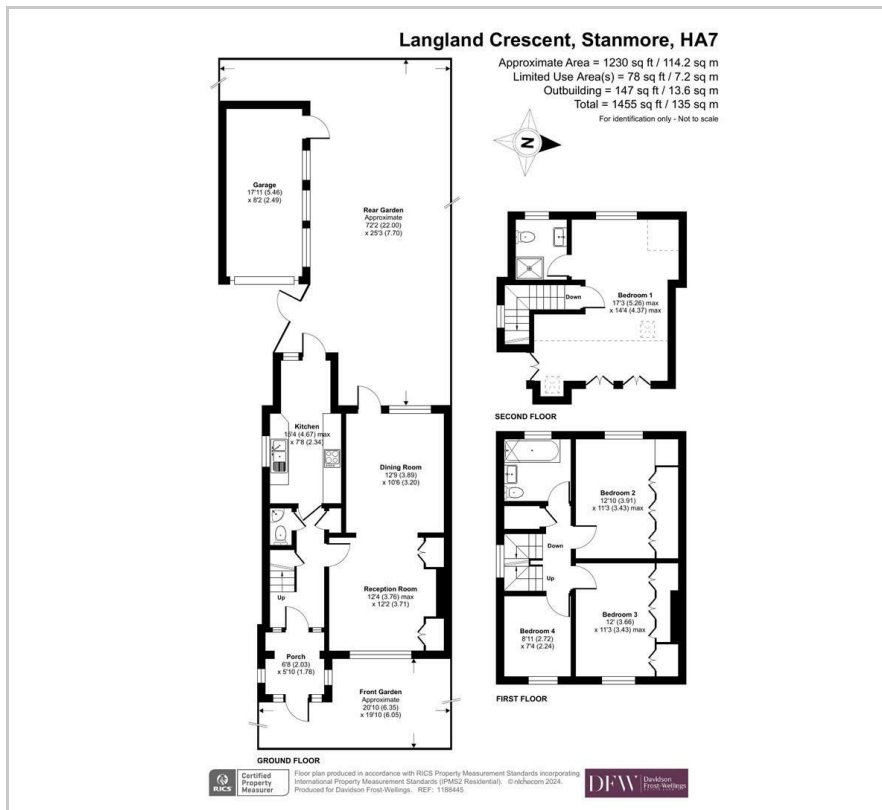 Langland Crescent, Stanmore, HA7
Approximate Area = 1230 sq ft / 114.2 sq m
Limited Use Area(s) = 78 sq ft / 7.2 sq m
Outbuilding = 147 sq ft / 13.6 sq m
Total = 1455 sq ft / 135 sq m
For identification only - Not to scale
N
Garage
17'11 (5.46)
x 8'2 (2.49)
Rear Garden
Approximate
72'2 (22.00)
x 25'3 (7.70)
Kitchen
15'4 (4.67) max
x 7'8 (2.34)
Dining Room
12'9 (3.89)
x 10'6 (3.20)
Reception Room
12'4 (3.76) max
x 12'2 (3.71)
Up
Porch
6'8 (2.03)
x 5'10 (1.78)
Front Garden
Approximate
20'10 (6.35)
x 19'10 (6.05)
GROUND FLOOR
Down
Bedroom 1
17'3 (5.26) max
x 14'4 (4.37) max
SECOND FLOOR
Bedroom 2
12'10 (3.91)
x 11'3 (3.43) max
Down
Up
Bedroom 3
12' (3.66)
x 11'3 (3.43) max
Bedroom 4
8'11 (2.72)
x 7'4 (2.24)
FIRST FLOOR
RICS
Certified
Property
Measurer
Floor plan produced in accordance with RICS Property Measurement Standards incorporating
International Property Measurement Standards (IPMS2 Residential). © nichecom 2024.
Produced for Davidson Frost-Wellings. REF: 1188445
DFW
Davidson
Frost-Wellings